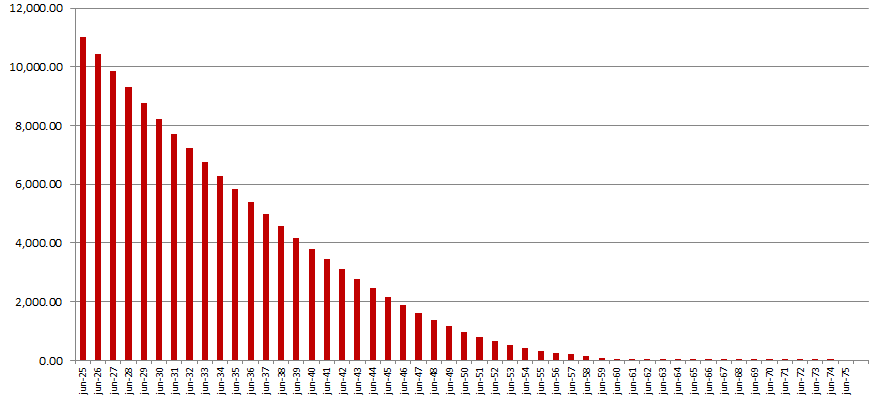 12,000.00
10,000.00
8,000.00
6,000.00
4,000.00
2,000.00
0.00
jun-25
jun-26
jun-27
jun-28
jun-29
jun-30
jun-31
jun-32
jun-33
jun-34
jun-35
jun-36
jun-37
jun-38
jun-39
jun-40
jun-41
jun-42
jun-43
jun-44
jun-45
jun-46
jun-47
jun-48
jun-49
jun-50
jun-51
jun-52
jun-53
jun-54
jun-55
jun-56
jun-57
jun-58
jun-59
jun-60
jun-61
jun-62
jun-63
jun-64
jun-65
jun-66
jun-67
jun-68
jun-69
jun-70
jun-71
jun-72
jun-73
jun-74
jun-75